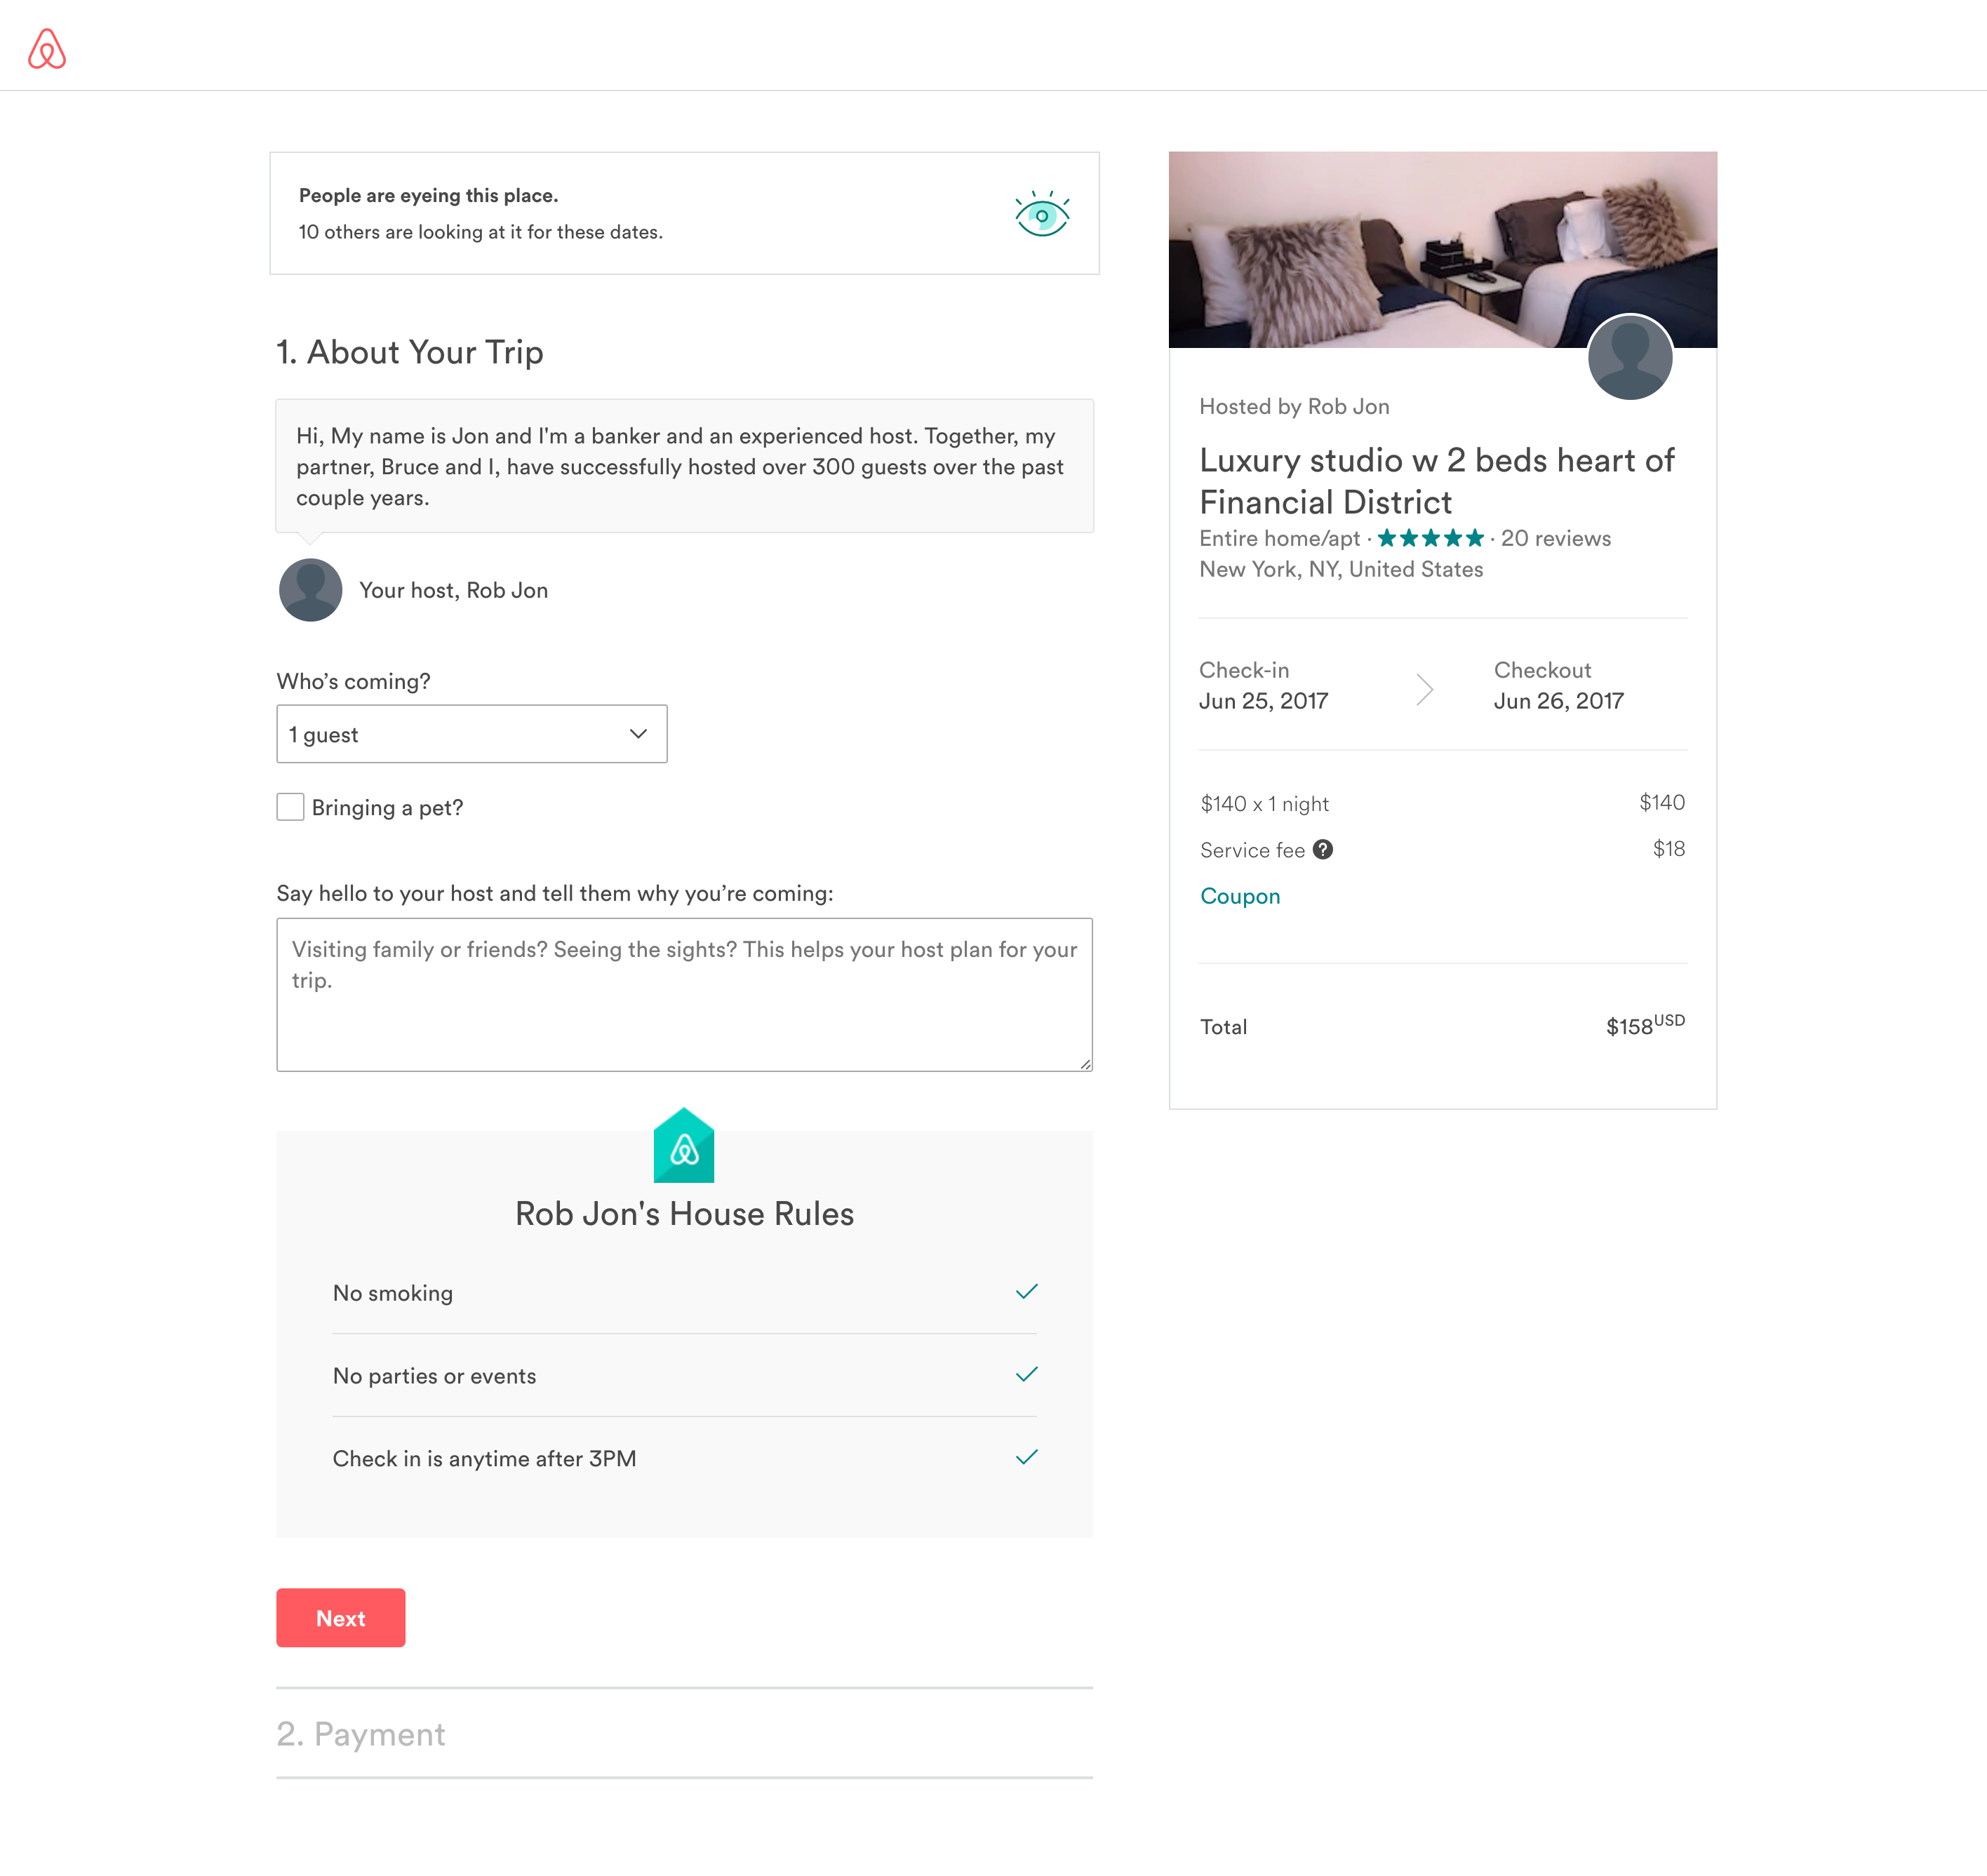 People are eyeing this place.
10 others are looking at it for these dates.
1. About Your Trip
Hi, My name is Jon and I'm a banker and an experienced host. Together, my
partner, Bruce and I, have successfully hosted over 300 guests over the past
couple years.
Your host, Rob Jon
Who’s coming?
1 guest
Bringing a pet?
Say hello to your host and tell them why you’re coming:
Visiting family or friends? Seeing the sights? This helps your host plan for your
trip.
Rob Jon's House Rules
No smoking
No parties or events
Check in is anytime after 3PM
Next
2. Payment
Hosted by Rob Jon
Luxury studio w 2 beds heart of
Financial District
Entire home/apt · ★★★★★ · 20 reviews
New York, NY, United States
Check-in
Jun 25, 2017
Checkout
Jun 26, 2017
$140 x 1 night $140
Service fee ? $18
Coupon
Total $158USD